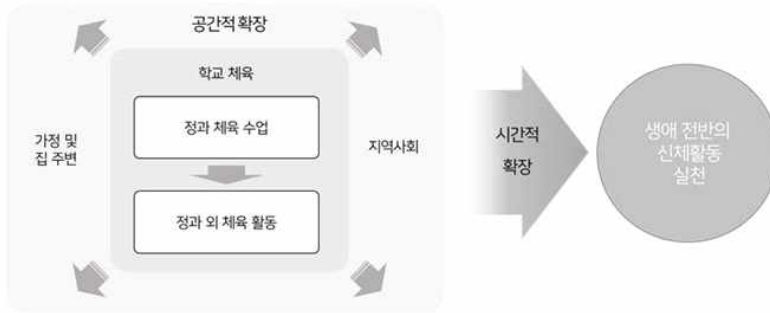 공간적 확장
학교 체육
정과 체육 수업
가정 및
집 주변
지역사회
정과 외 체육 활동
시간적
확장
생애 전반의
신체활동
실천